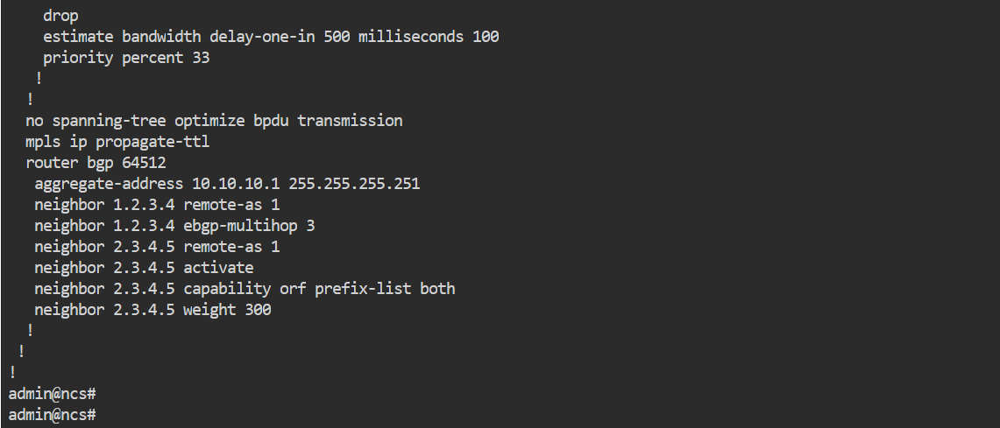 drop
estimate bandwidth delay-one-in 500 milliseconds 100
priority percent 33
!
!
no spanning-tree optimize bpdu transmission
mpls ip propagate-ttl
router bgp 64512
aggregate-address 10.10.10.1 255.255.255.251
neighbor 1.2.3.4 remote-as 1
neighbor 1.2.3.4 ebgp-multihop 3
neighbor 2.3.4.5 remote-as 1
neighbor 2.3.4.5 activate
neighbor 2.3.4.5 capability orf prefix-list both
neighbor 2.3.4.5 weight 300
!
!
!
admin@ncs#
admin@ncs#